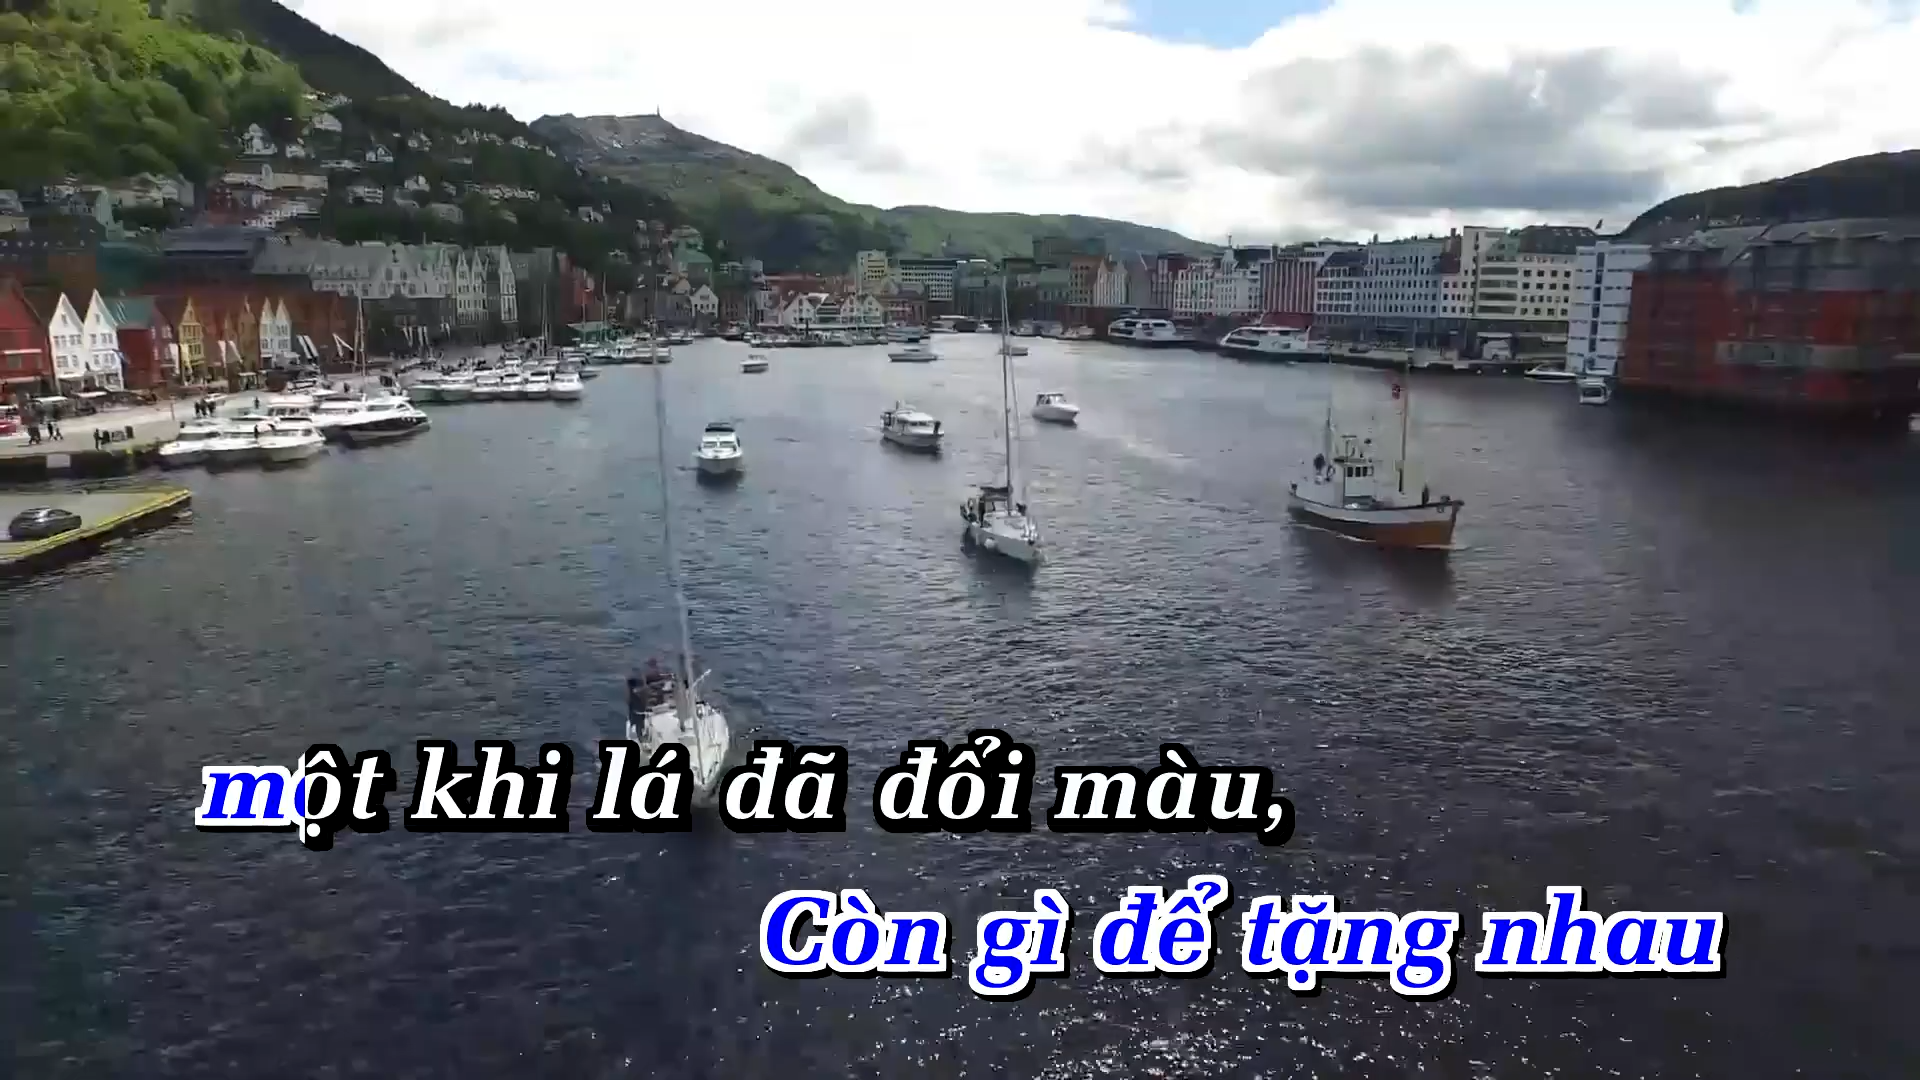 một khi lá đã đổi màu,
Còn gì để tặng nhau